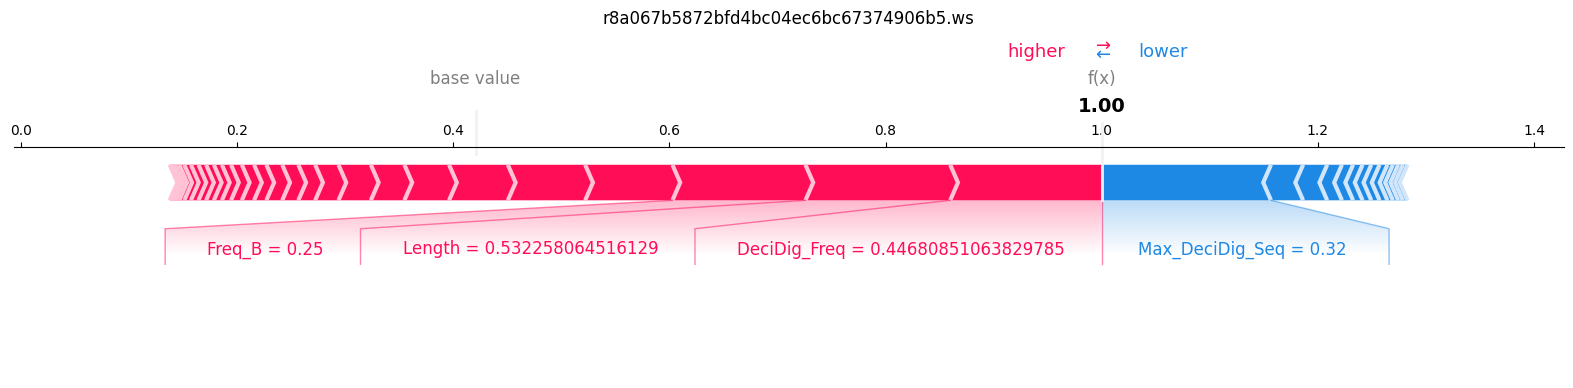 r8a067b5872bfd4bc04ec6bc67374906b5.ws
higher ⇄ lower
base value f(x)
1.00
0.0 0.2 0.4 0.6 0.8 1.0 1.2 1.4
Freq_B = 0.25 Length = 0.532258064516129 DeciDig_Freq = 0.44680851063829785 Max_DeciDig_Seq = 0.32